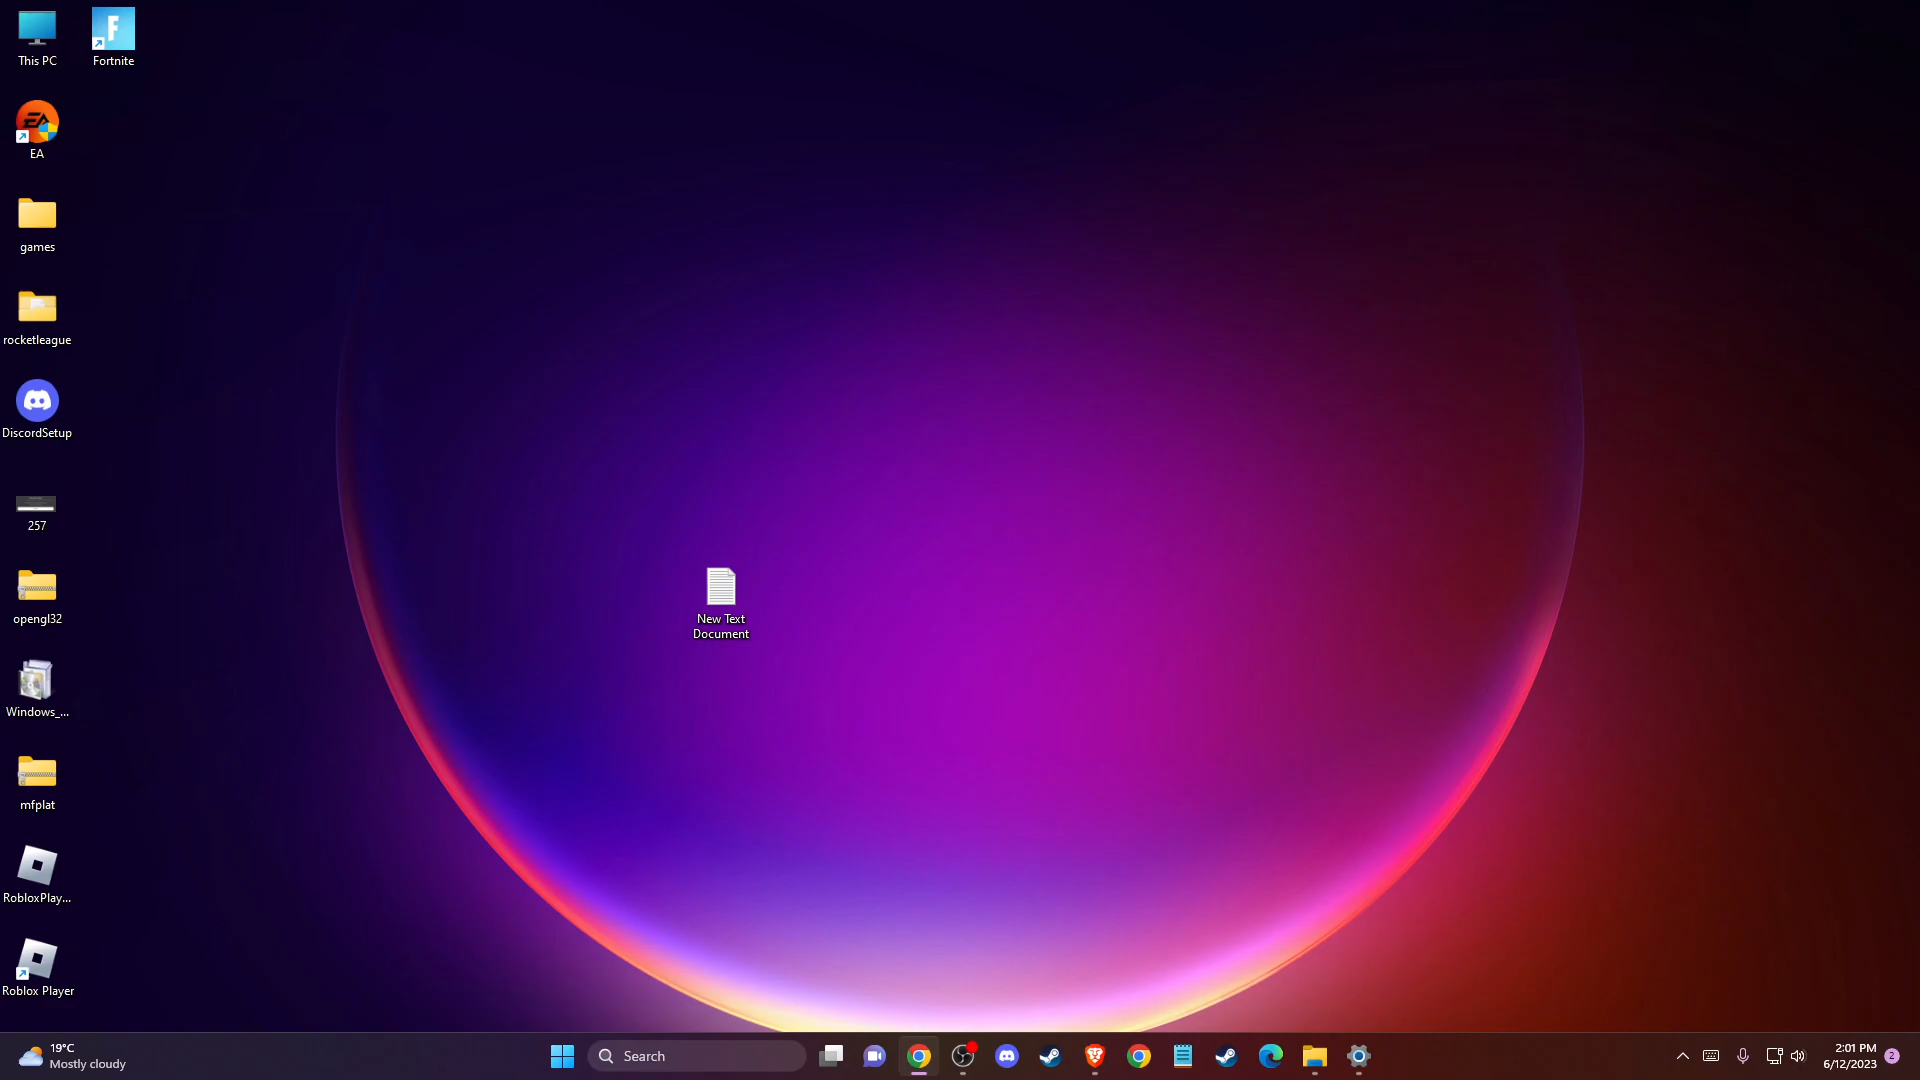 This PC
Fortnite
EA
games
rocketleague
DiscordSetup
257
opengl32
Windows_...
mfplat
RobloxPlay...
Roblox Player
New Text
Document
19°C
Mostly cloudy
Search
2:01 PM
6/12/2023
2